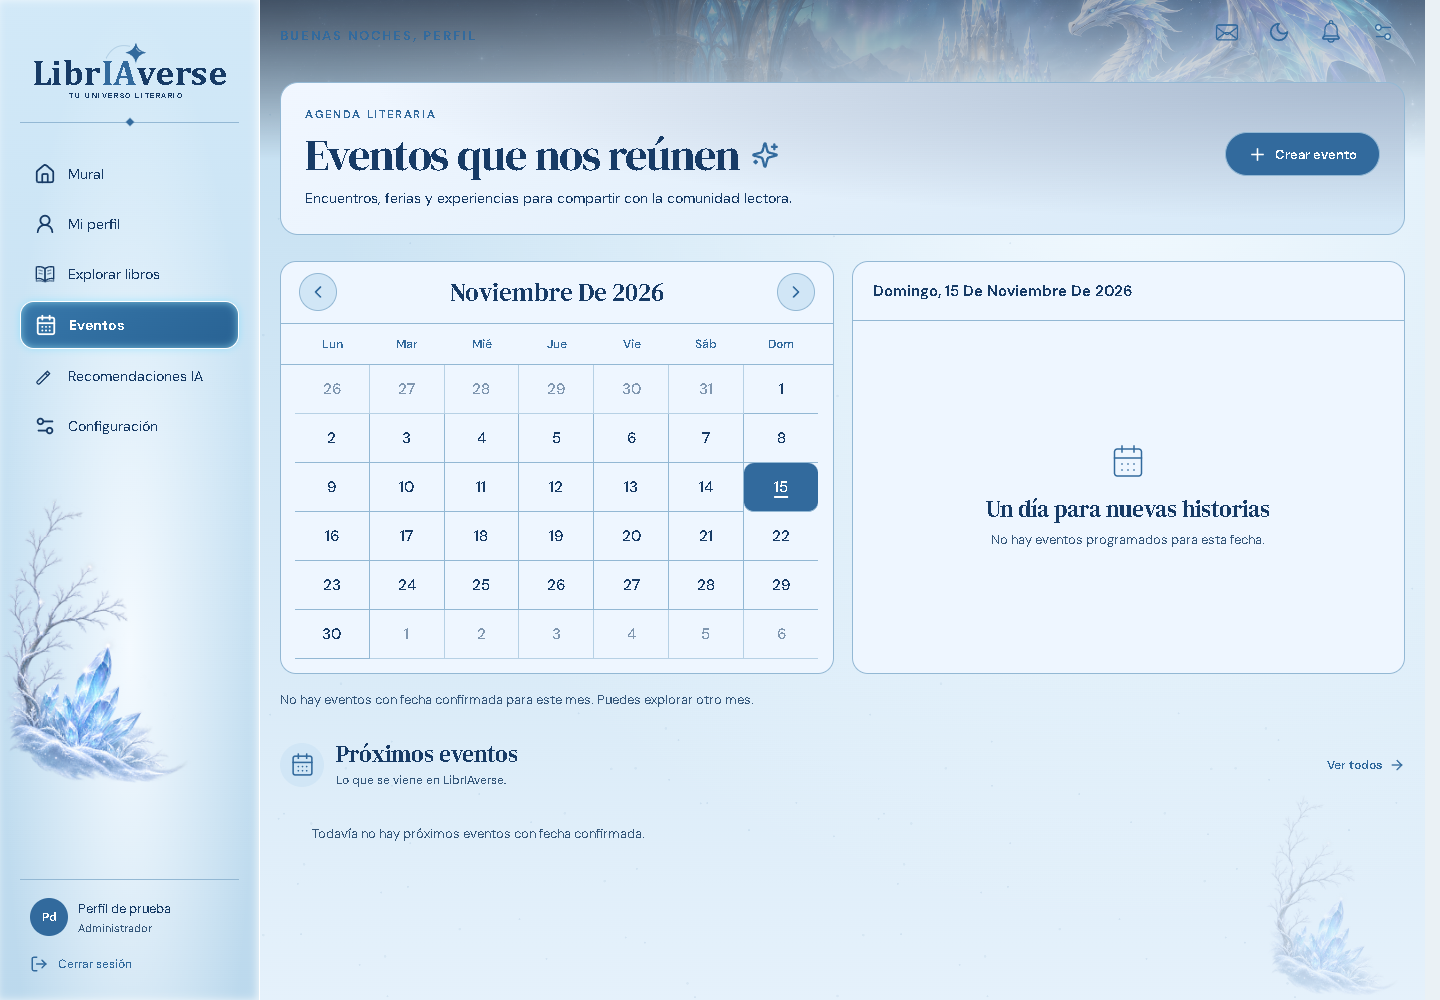 LibrIAverse
TU UNIVERSO LITERARIO
Mural
Mi perfil
Explorar libros
Eventos
Recomendaciones IA
Configuración
Pd
Perfil de prueba
Administrador
Cerrar sesión
BUENAS NOCHES, PERFIL
AGENDA LITERARIA
Eventos que nos reúnen
Encuentros, ferias y experiencias para compartir con la comunidad lectora.
Crear evento
Noviembre De 2026
Lun Mar Mié Jue Vie Sáb Dom
26 27 28 29 30 31 1
2 3 4 5 6 7 8
9 10 11 12 13 14 15
16 17 18 19 20 21 22
23 24 25 26 27 28 29
30 1 2 3 4 5 6
Domingo, 15 De Noviembre De 2026
Un día para nuevas historias
No hay eventos programados para esta fecha.
No hay eventos con fecha confirmada para este mes. Puedes explorar otro mes.
Próximos eventos
Lo que se viene en LibrIAverse.
Ver todos
Todavía no hay próximos eventos con fecha confirmada.